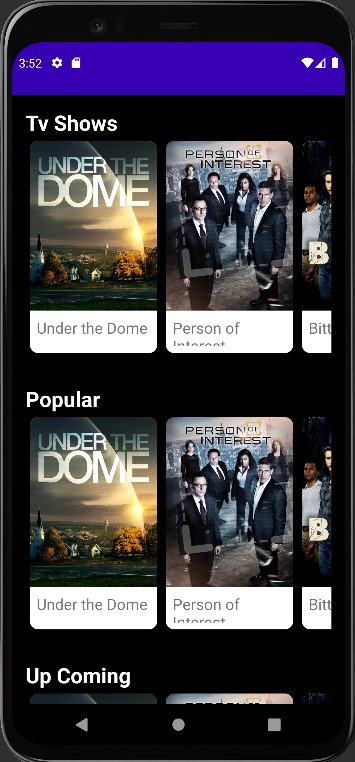 3:52
Tv Shows
UNDER THE
DOME
PERSON OF
INTEREST
B
Under the Dome
Person of
Interest
Bitt
Popular
UNDER THE
DOME
PERSON OF
INTEREST
B
Under the Dome
Person of
Interest
Bitt
Up Coming